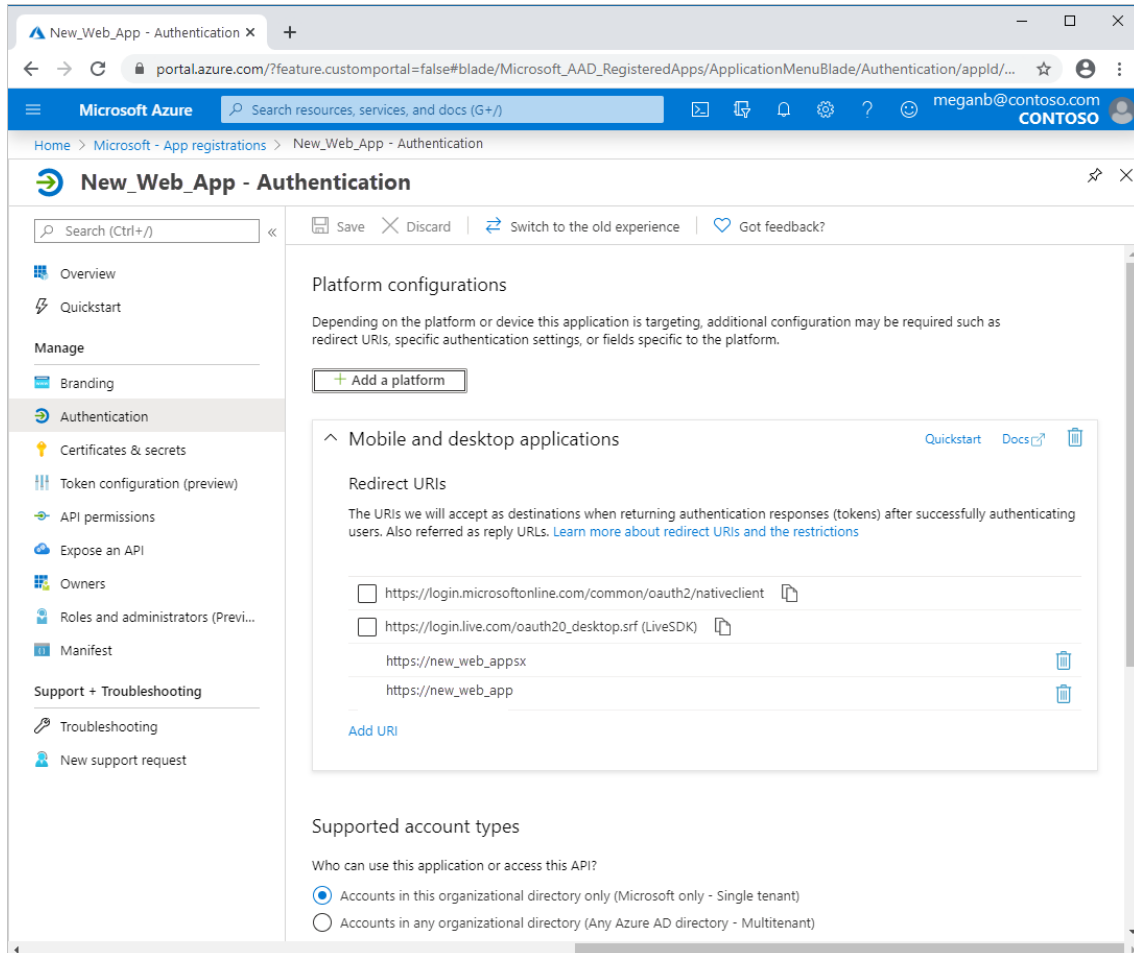 New_Web_App - Authentication
portal.azure.com/?feature.customportal=false#blade/Microsoft_AAD_RegisteredApps/ApplicationMenuBlade/Authentication/appId/...
Microsoft Azure
Search resources, services, and docs (G+/)
meganb@contoso.com
CONTOSO
Home > Microsoft - App registrations > New_Web_App - Authentication
New_Web_App - Authentication
Search (Ctrl+/)
«
Overview
Quickstart
Manage
Branding
Authentication
Certificates & secrets
Token configuration (preview)
API permissions
Expose an API
Owners
Roles and administrators (Previ...
Manifest
Support + Troubleshooting
Troubleshooting
New support request
Save Discard Switch to the old experience Got feedback?
Platform configurations
Depending on the platform or device this application is targeting, additional configuration may be required such as
redirect URIs, specific authentication settings, or fields specific to the platform.
+ Add a platform
Mobile and desktop applications Quickstart Docs
Redirect URIs
The URIs we will accept as destinations when returning authentication responses (tokens) after successfully authenticating
users. Also referred as reply URLs. Learn more about redirect URIs and the restrictions
https://login.microsoftonline.com/common/oauth2/nativeclient
https://login.live.com/oauth20_desktop.srf (LiveSDK)
https://new_web_appsx
https://new_web_app
Add URI
Supported account types
Who can use this application or access this API?
Accounts in this organizational directory only (Microsoft only - Single tenant)
Accounts in any organizational directory (Any Azure AD directory - Multitenant)